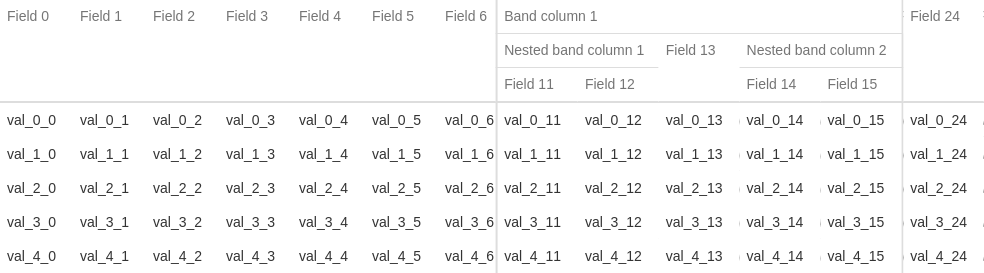 Field 0 Field 1 Field 2 Field 3 Field 4 Field 5 Field 6 Band column 1 Field 24
Nested band column 1 Field 13 Nested band column 2
Field 11 Field 12 Field 14 Field 15
val_0_0 val_0_1 val_0_2 val_0_3 val_0_4 val_0_5 val_0_6 val_0_11 val_0_12 val_0_13 val_0_14 val_0_15 val_0_24
val_1_0 val_1_1 val_1_2 val_1_3 val_1_4 val_1_5 val_1_6 val_1_11 val_1_12 val_1_13 val_1_14 val_1_15 val_1_24
val_2_0 val_2_1 val_2_2 val_2_3 val_2_4 val_2_5 val_2_6 val_2_11 val_2_12 val_2_13 val_2_14 val_2_15 val_2_24
val_3_0 val_3_1 val_3_2 val_3_3 val_3_4 val_3_5 val_3_6 val_3_11 val_3_12 val_3_13 val_3_14 val_3_15 val_3_24
val_4_0 val_4_1 val_4_2 val_4_3 val_4_4 val_4_5 val_4_6 val_4_11 val_4_12 val_4_13 val_4_14 val_4_15 val_4_24